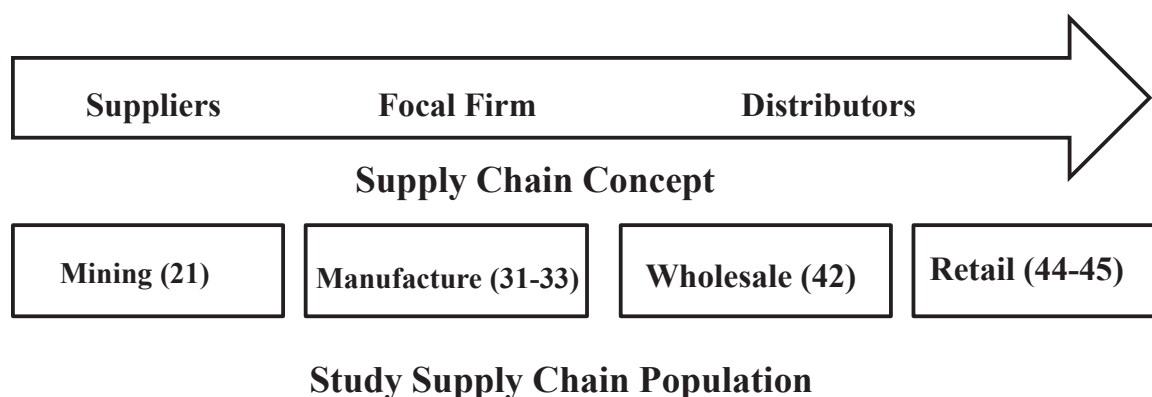 Suppliers Focal Firm Distributors
Supply Chain Concept
Mining (21) Manufacture (31-33) Wholesale (42) Retail (44-45)
Study Supply Chain Population